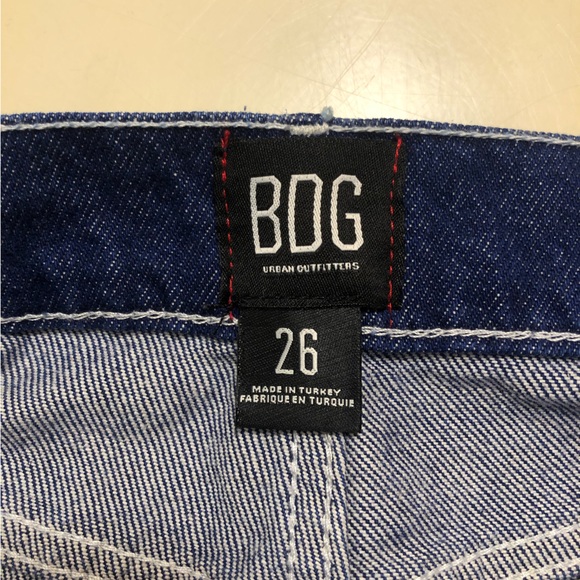 BDG
URBAN OUTFITTERS
26
MADE IN TURKEY
FABRIQUE EN TURQUIE